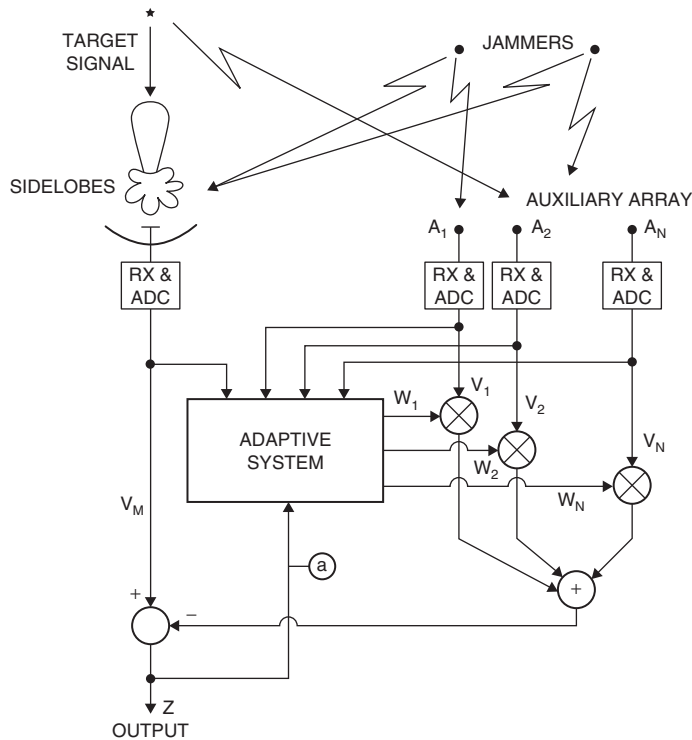 TARGET
SIGNAL
JAMMERS
SIDELOBES
AUXILIARY ARRAY
A1
A2
AN
RX &
ADC
RX &
ADC
RX &
ADC
RX &
ADC
W1
V1
V2
VN
ADAPTIVE
SYSTEM
W2
WN
VM
a
+
+
−
Z
OUTPUT